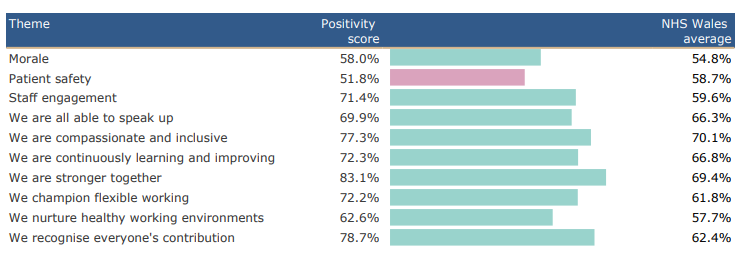 Theme Positivity score NHS Wales average
Morale 58.0% 54.8%
Patient safety 51.8% 58.7%
Staff engagement 71.4% 59.6%
We are all able to speak up 69.9% 66.3%
We are compassionate and inclusive 77.3% 70.1%
We are continuously learning and improving 72.3% 66.8%
We are stronger together 83.1% 69.4%
We champion flexible working 72.2% 61.8%
We nurture healthy working environments 62.6% 57.7%
We recognise everyone's contribution 78.7% 62.4%